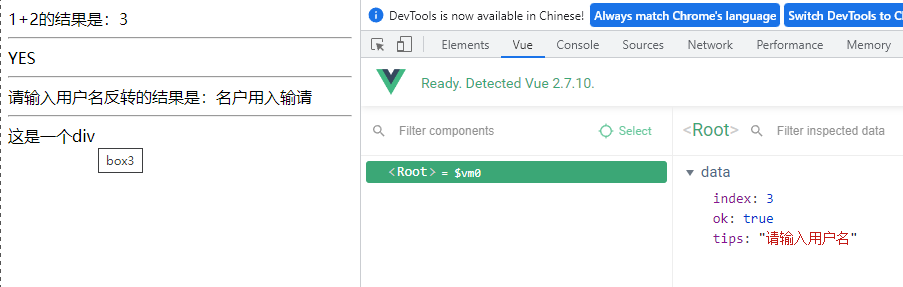 1+2的结果是：3
YES
请输入用户名反转的结果是：名户用入输请
这是一个div
box3
DevTools is now available in Chinese! Always match Chrome's language Switch DevTools to C
Elements Vue Console Sources Network Performance Memory
Ready. Detected Vue 2.7.10.
Filter components Select
<Root> Filter inspected data
<Root> = $vm0
data
index: 3
ok: true
tips: "请输入用户名"